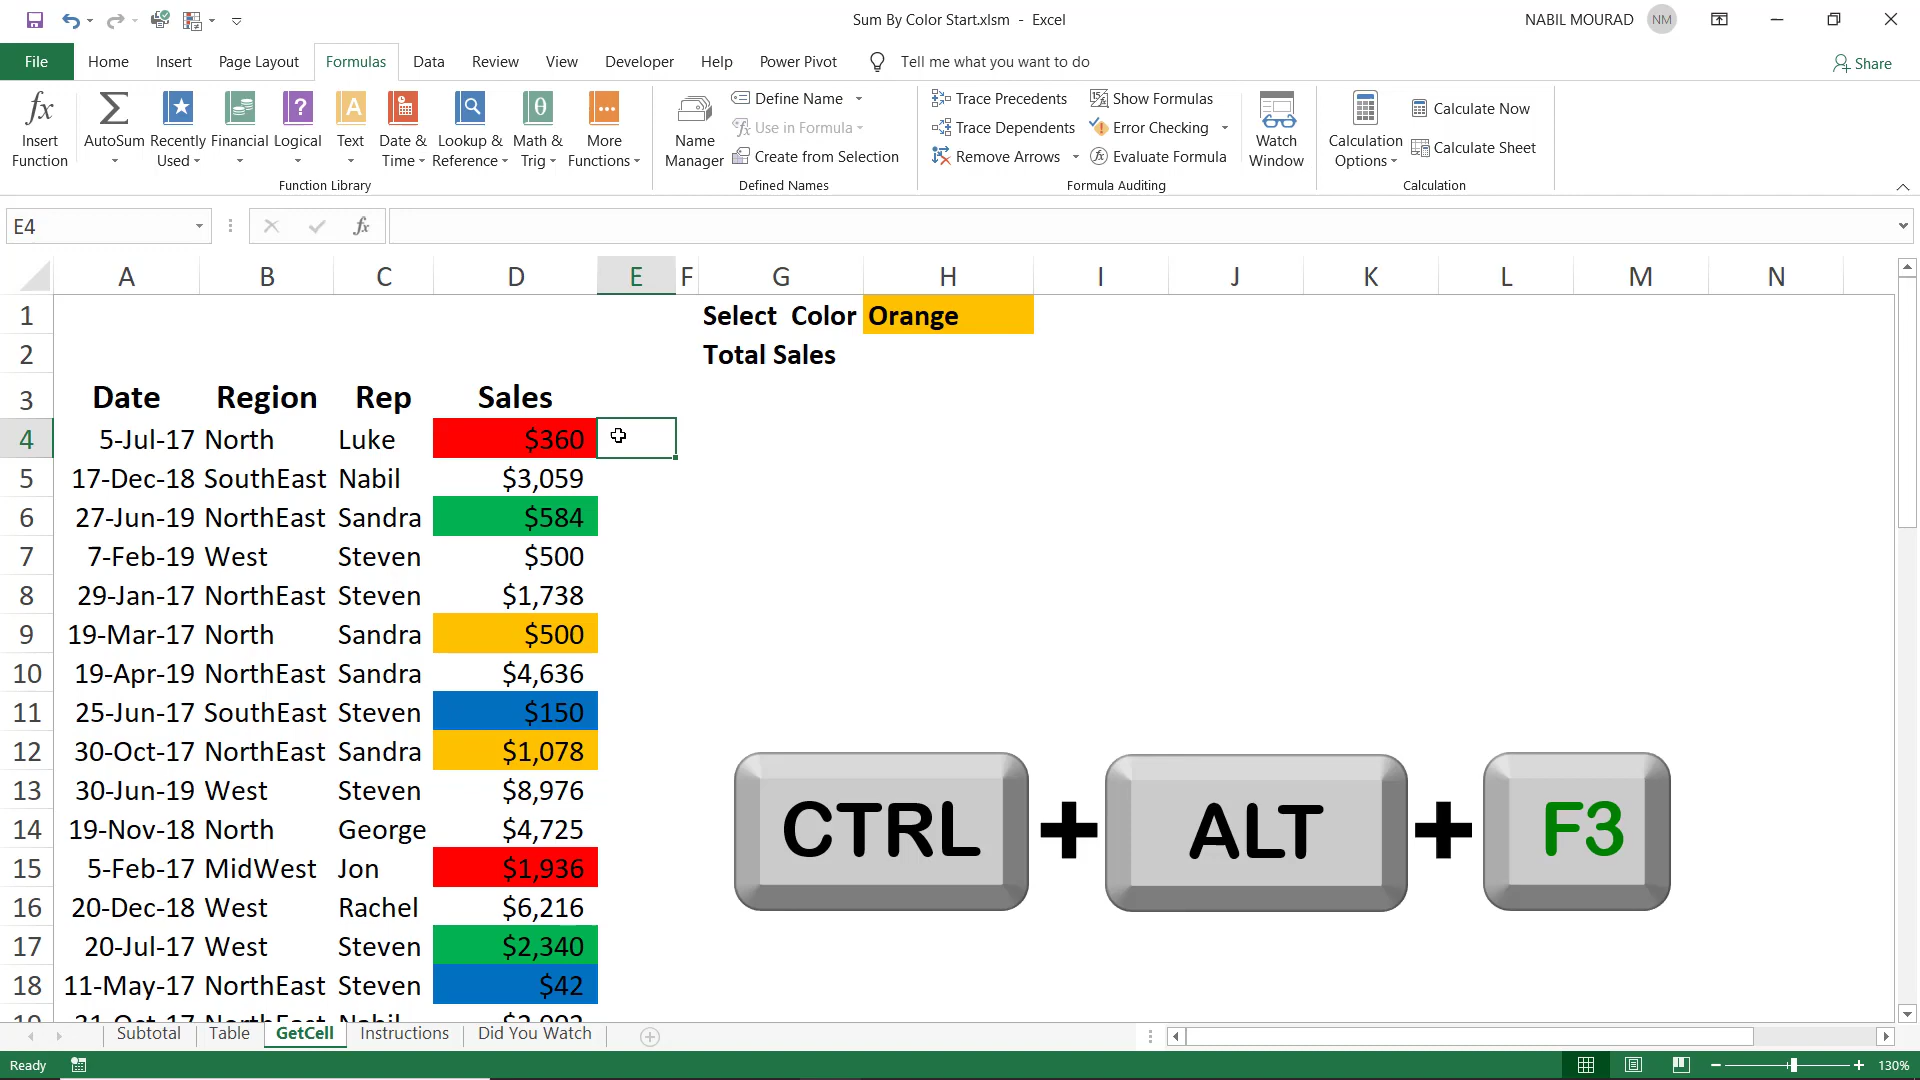 Sum By Color Start.xlsm - Excel
NABIL MOURAD
NM
File Home Insert Page Layout Formulas Data Review View Developer Help Power Pivot Tell me what you want to do
Share
Insert Function
AutoSum
Recently Used
Financial
Logical
Text
Date & Time
Lookup & Reference
Math & Trig
More Functions
Function Library
Name Manager
Define Name
Use in Formula
Create from Selection
Defined Names
Trace Precedents
Trace Dependents
Remove Arrows
Show Formulas
Error Checking
Evaluate Formula
Formula Auditing
Watch Window
Calculation Options
Calculate Now
Calculate Sheet
Calculation
E4
fx
A B C D E F G H I J K L M N
1 Select Color Orange
2 Total Sales
3 Date Region Rep Sales
4 5-Jul-17 North Luke $360
5 17-Dec-18 SouthEast Nabil $3,059
6 27-Jun-19 NorthEast Sandra $584
7 7-Feb-19 West Steven $500
8 29-Jan-17 NorthEast Steven $1,738
9 19-Mar-17 North Sandra $500
10 19-Apr-19 NorthEast Sandra $4,636
11 25-Jun-17 SouthEast Steven $150
12 30-Oct-17 NorthEast Sandra $1,078
13 30-Jun-19 West Steven $8,976
14 19-Nov-18 North George $4,725
15 5-Feb-17 MidWest Jon $1,936
16 20-Dec-18 West Rachel $6,216
17 20-Jul-17 West Steven $2,340
18 11-May-17 NorthEast Steven $42
CTRL + ALT + F3
Subtotal Table GetCell Instructions Did You Watch
Ready
130%